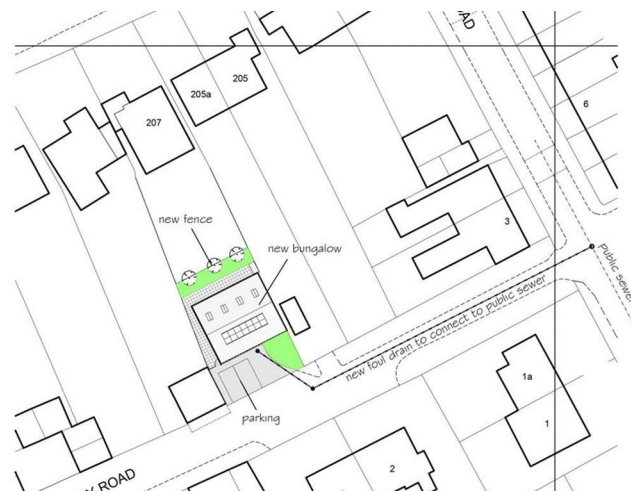 OAD
6
205
205a
207
new fence
new bungalow
3
public sewer
new foul drain to connect to public sewer
parking
1a
1
2
ROAD